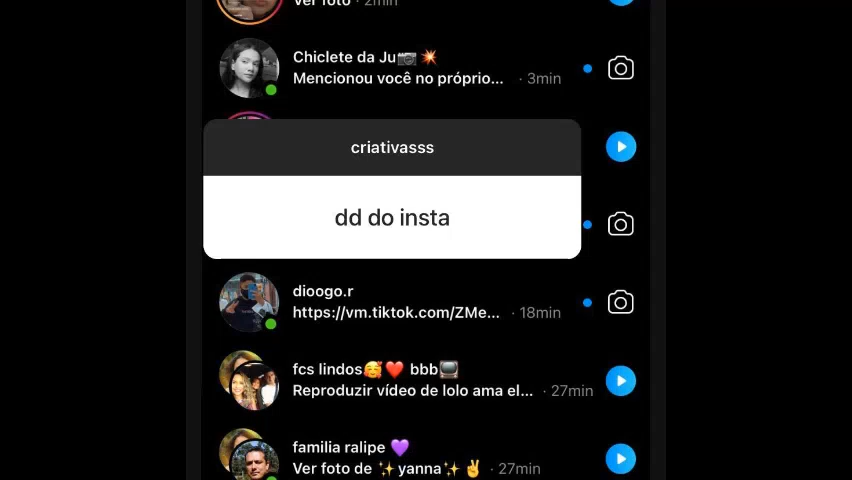 Ver foto · 2min
Chiclete da Ju📷 💥
Mencionou você no próprio... · 3min
criativasss
dd do insta
dioogo.r
https://vm.tiktok.com/ZMe... · 18min
fcs lindos🥰❤️ bbb📺
Reproduzir vídeo de lolo ama el... · 27min
familia ralipe 💜
Ver foto de ✨yanna✨ ✌️ · 27min